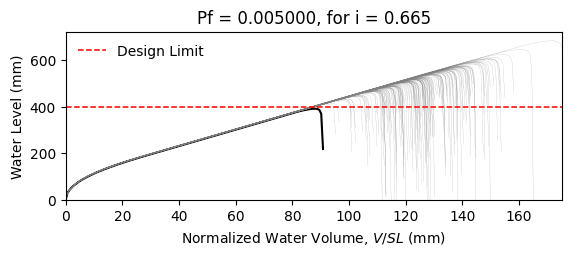 Pf = 0.005000, for i = 0.665
Design Limit
Water Level (mm)
600
400
200
0
0 20 40 60 80 100 120 140 160
Normalized Water Volume, V/SL (mm)